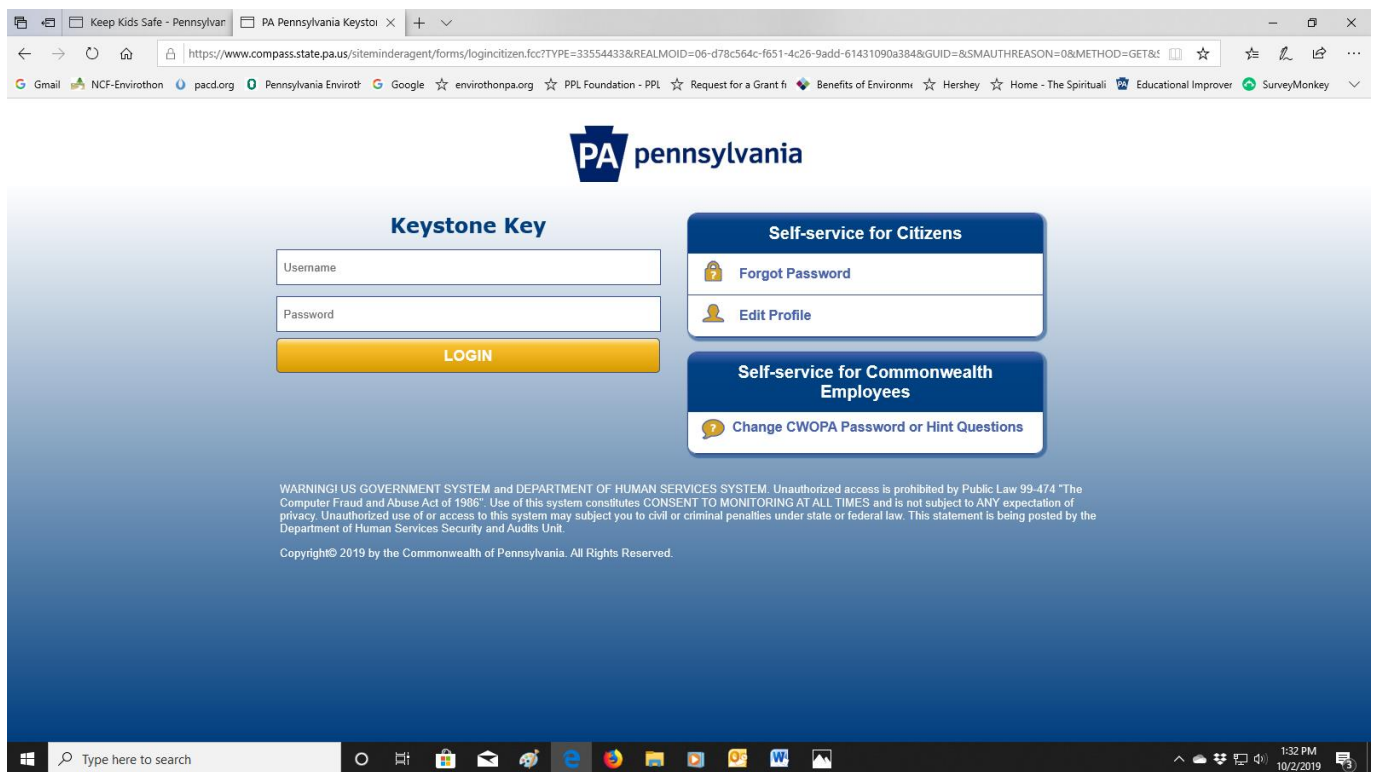 Keep Kids Safe - Pennsylvan
PA Pennsylvania Keyston
https://www.compass.state.pa.us/siteminderagent/forms/logincitizen.fcc?TYPE=33554433&REALMOID=06-d78c564c-f651-4c26-9add-61431090a384&GUID=&SMAUTHREASON=0&METHOD=GET&S
Gmail NCF-Envirothon pacd.org Pennsylvania Enviroth Google envirothonpa.org PPL Foundation - PPL Request for a Grant fr Benefits of Environme Hershey Home - The Spirituali Educational Improver SurveyMonkey
PA pennsylvania
Keystone Key
Username
Password
LOGIN
Self-service for Citizens
Forgot Password
Edit Profile
Self-service for Commonwealth
Employees
Change CWOPA Password or Hint Questions
WARNING! US GOVERNMENT SYSTEM and DEPARTMENT OF HUMAN SERVICES SYSTEM. Unauthorized access is prohibited by Public Law 99-474 "The
Computer Fraud and Abuse Act of 1986". Use of this system constitutes CONSENT TO MONITORING AT ALL TIMES and is not subject to ANY expectation of
privacy. Unauthorized use of or access to this system may subject you to civil or criminal penalties under state or federal law. This statement is being posted by the
Department of Human Services Security and Audits Unit.
Copyright© 2019 by the Commonwealth of Pennsylvania. All Rights Reserved.
Type here to search
1:32 PM
10/2/2019
3